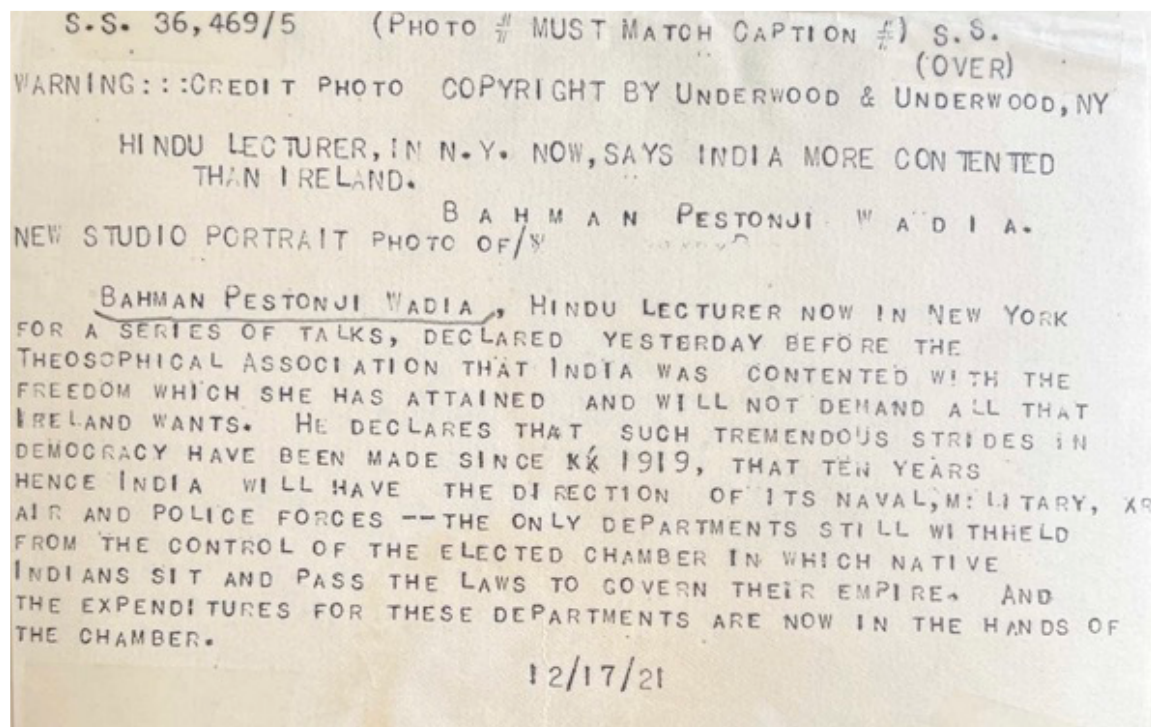 S.S. 36,469/5 (PHOTO # MUST MATCH CAPTION #) S.S.
(OVER)
WARNING:::CREDIT PHOTO COPYRIGHT BY UNDERWOOD & UNDERWOOD,NY
HINDU LECTURER,IN N.Y. NOW,SAYS INDIA MORE CONTENTED
THAN IRELAND.
BAHMAN PESTONJI WADIA.
NEW STUDIO PORTRAIT PHOTO OF/
BAHMAN PESTONJI WADIA, HINDU LECTURER NOW IN NEW YORK
FOR A SERIES OF TALKS, DECLARED YESTERDAY BEFORE THE
THEOSOPHICAL ASSOCIATION THAT INDIA WAS CONTENTED WITH THE
FREEDOM WHICH SHE HAS ATTAINED AND WILL NOT DEMAND ALL THAT
IRELAND WANTS. HE DECLARES THAT SUCH TREMENDOUS STRIDES IN
DEMOCRACY HAVE BEEN MADE SINCE 1919, THAT TEN YEARS
HENCE INDIA WILL HAVE THE DIRECTION OF ITS NAVAL,MILITARY,
AIR AND POLICE FORCES --THE ONLY DEPARTMENTS STILL WITHHELD
FROM THE CONTROL OF THE ELECTED CHAMBER IN WHICH NATIVE
INDIANS SIT AND PASS THE LAWS TO GOVERN THEIR EMPIRE. AND
THE EXPENDITURES FOR THESE DEPARTMENTS ARE NOW IN THE HANDS OF
THE CHAMBER.
12/17/21